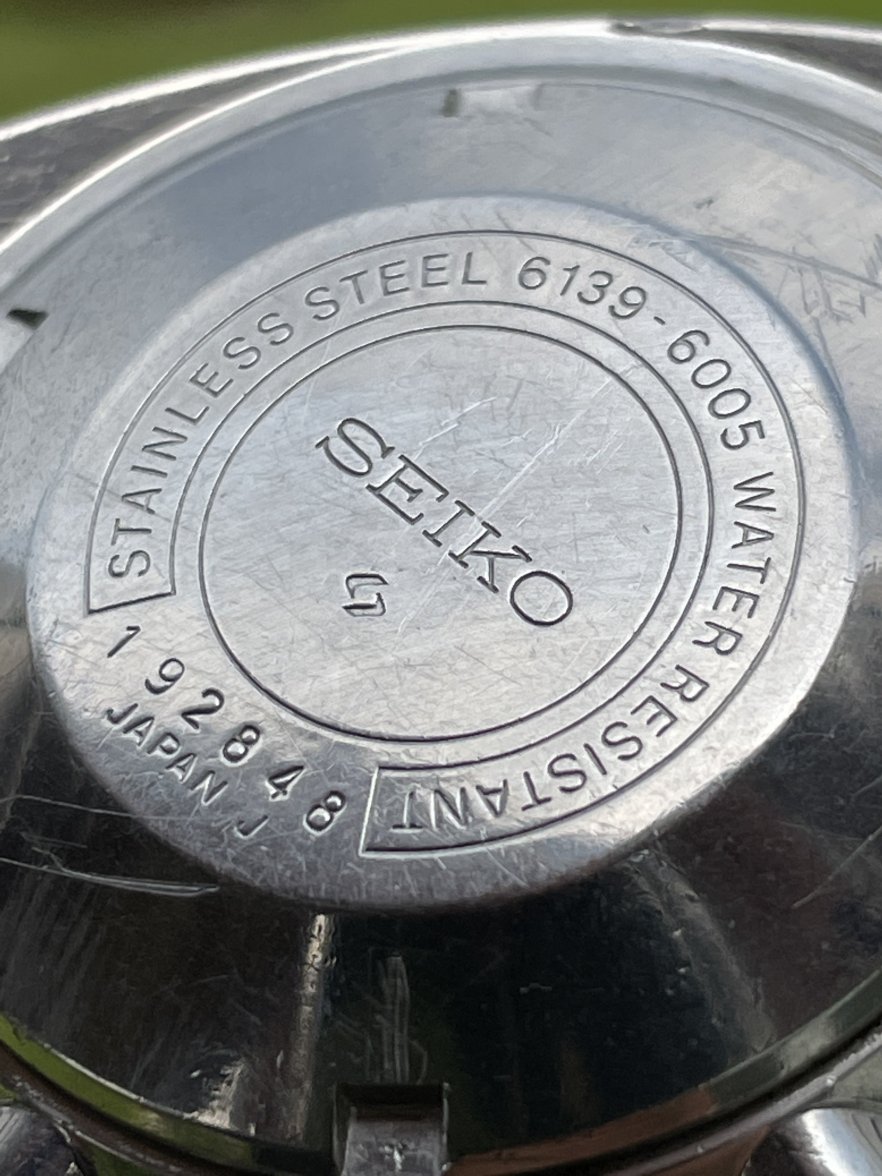 STAINLESS STEEL 6139-6005 WATER RESISTANT
SEIKO
192848
JAPAN J